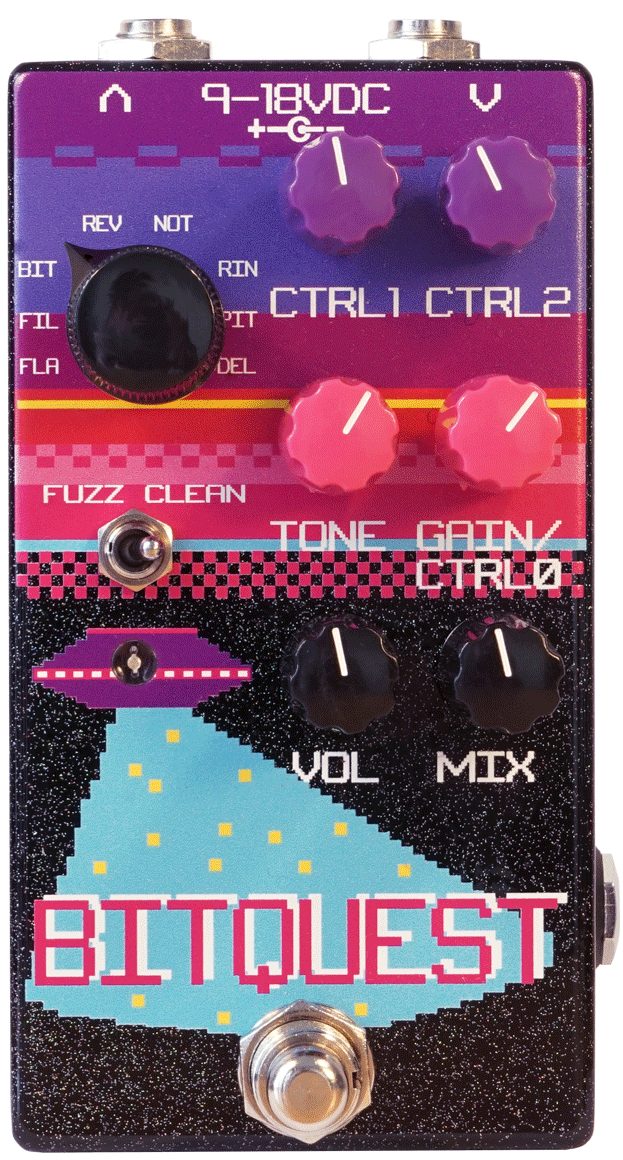 9-18VDC
+ -
REV NOT
BIT RIN
CTRL1 CTRL2
FIL PIT
FLA DEL
FUZZ CLEAN
TONE GAIN/
CTRL0
VOL MIX
BITQUEST